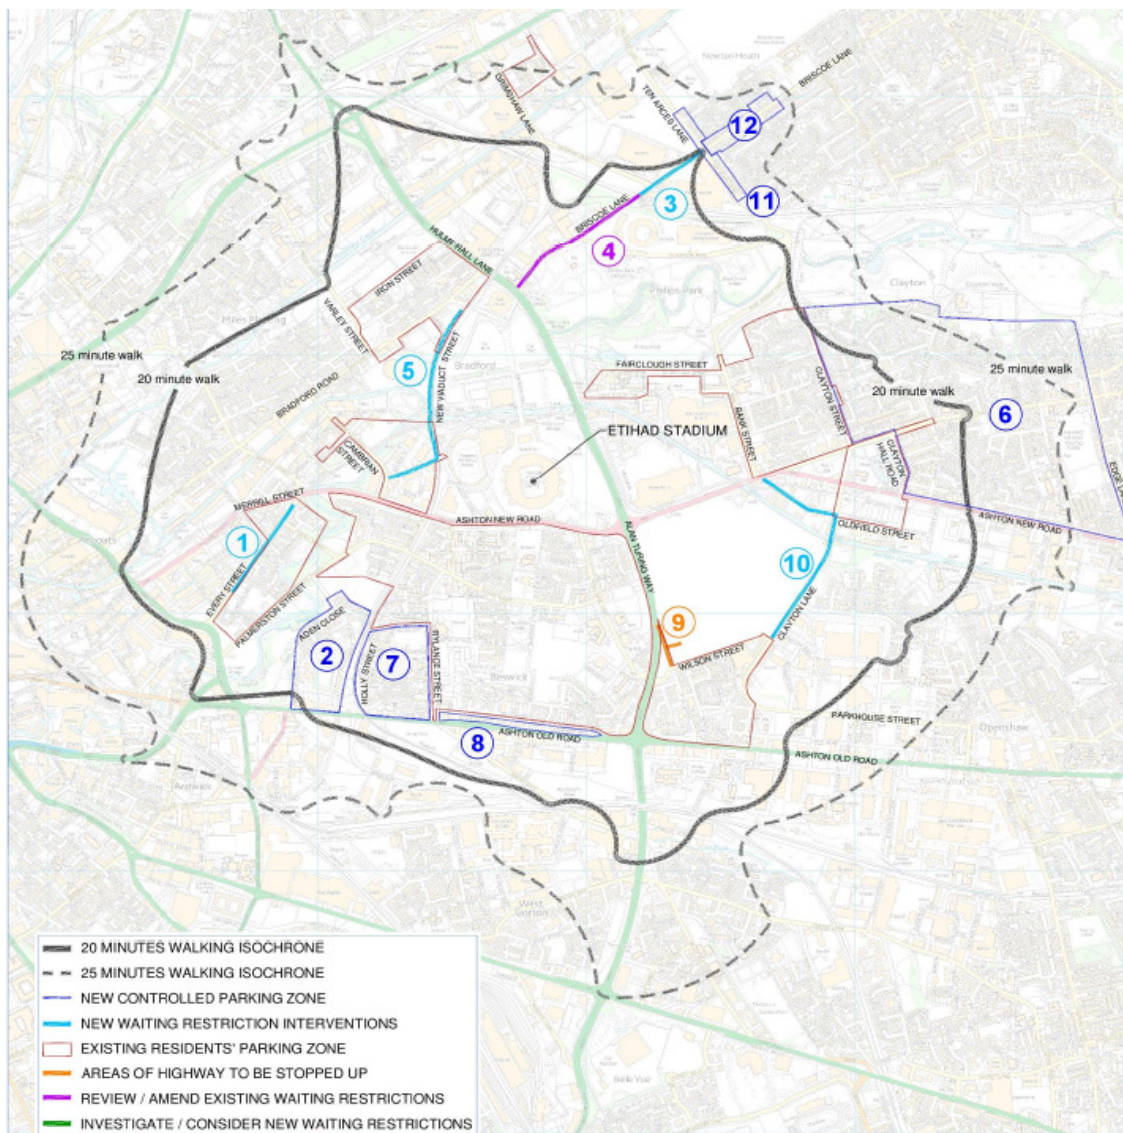 Newton Heath
BRISCOE LANE
GRIMSHAW LANE
TEN ARCES LANE
12
11
3
BRISCOE LANE
4
HULME HALL LANE
IRON STREET
VARLEY STREET
Miles Platting
Philips Park
Clayton
25 minute walk
20 minute walk
BRADFORD ROAD
5
NEW VIADUCT STREET
Bradford
FAIRCLOUGH STREET
CLAYTON STREET
20 minute walk
25 minute walk
6
BANK STREET
CLAYTON HALL ROAD
ETIHAD STADIUM
CAMBRIAN STREET
MERRILL STREET
ASHTON NEW ROAD
ALAN TURING WAY
OLDFIELD STREET
ASHTON NEW ROAD
Ancoats
1
EVERY STREET
PALMERSTON STREET
10
CLAYTON LANE
9
WILSON STREET
ADEN CLOSE
2
HOLLY STREET
7
RYLANCE STREET
Beswick
8
ASHTON OLD ROAD
PARKHOUSE STREET
Openshaw
ASHTON OLD ROAD
Ardwick
West
Gorton
Belle Vue
20 MINUTES WALKING ISOCHRONE
25 MINUTES WALKING ISOCHRONE
NEW CONTROLLED PARKING ZONE
NEW WAITING RESTRICTION INTERVENTIONS
EXISTING RESIDENTS' PARKING ZONE
AREAS OF HIGHWAY TO BE STOPPED UP
REVIEW / AMEND EXISTING WAITING RESTRICTIONS
INVESTIGATE / CONSIDER NEW WAITING RESTRICTIONS